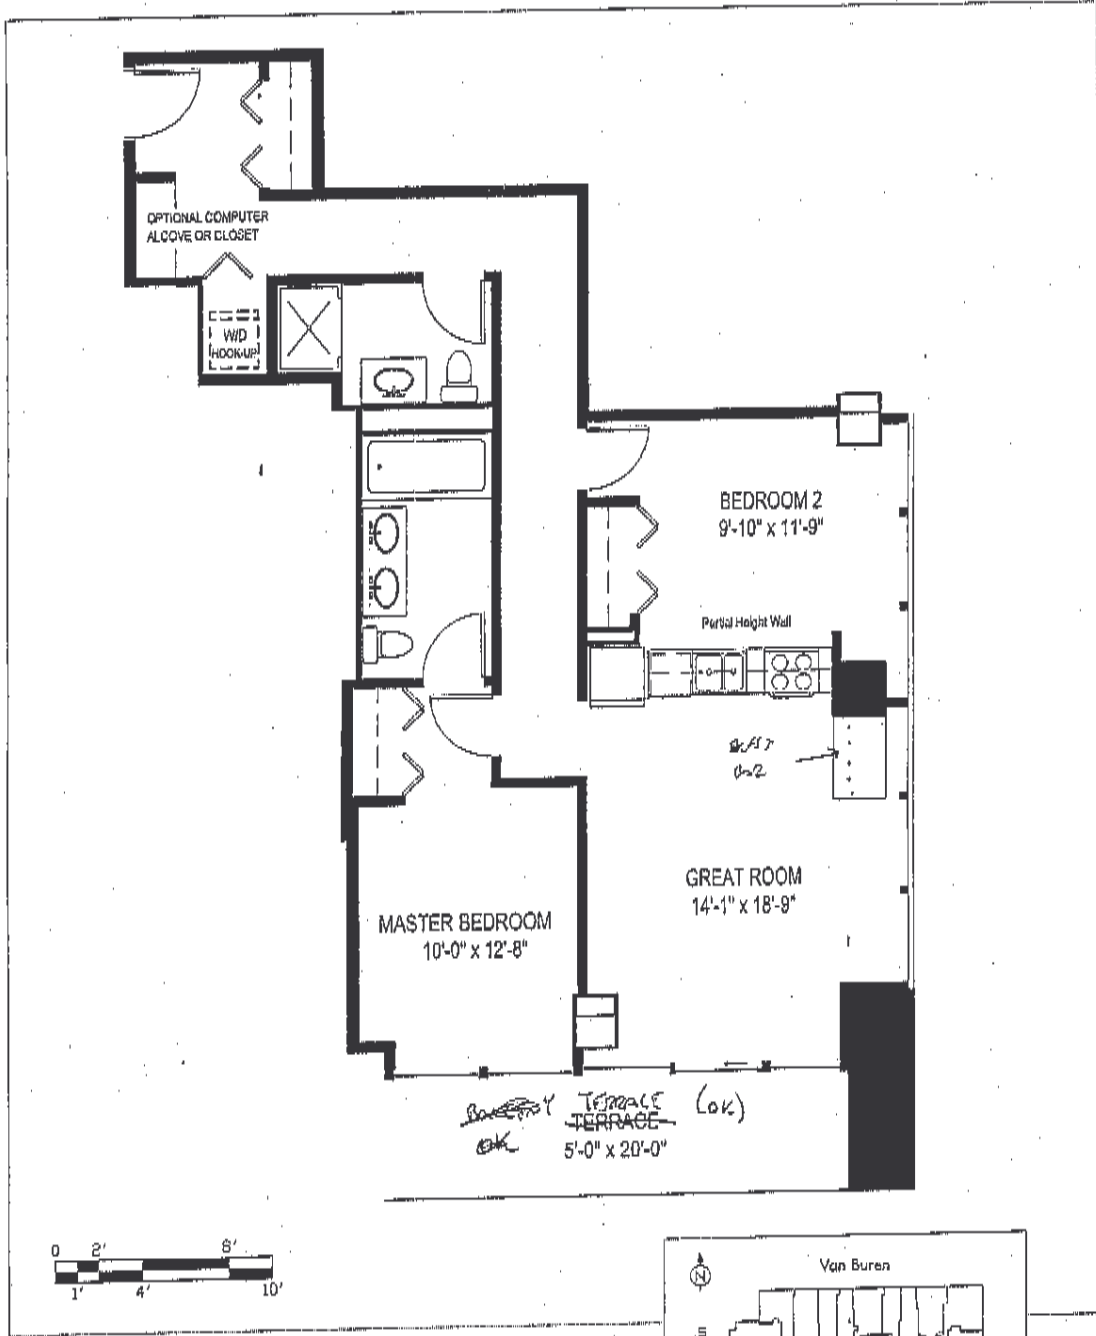 OPTIONAL COMPUTER
ALCOVE OR CLOSET
W/D
HOOK-UP
BEDROOM 2
9'-10" x 11'-9"
Partial Height Wall
GREAT ROOM
14'-1" x 18'-9"
MASTER BEDROOM
10'-0" x 12'-8"
TERRACE (OK)
TERRACE
OK
5'-0" x 20'-0"
0 2' 8'
1' 4' 10'
N
Van Buren